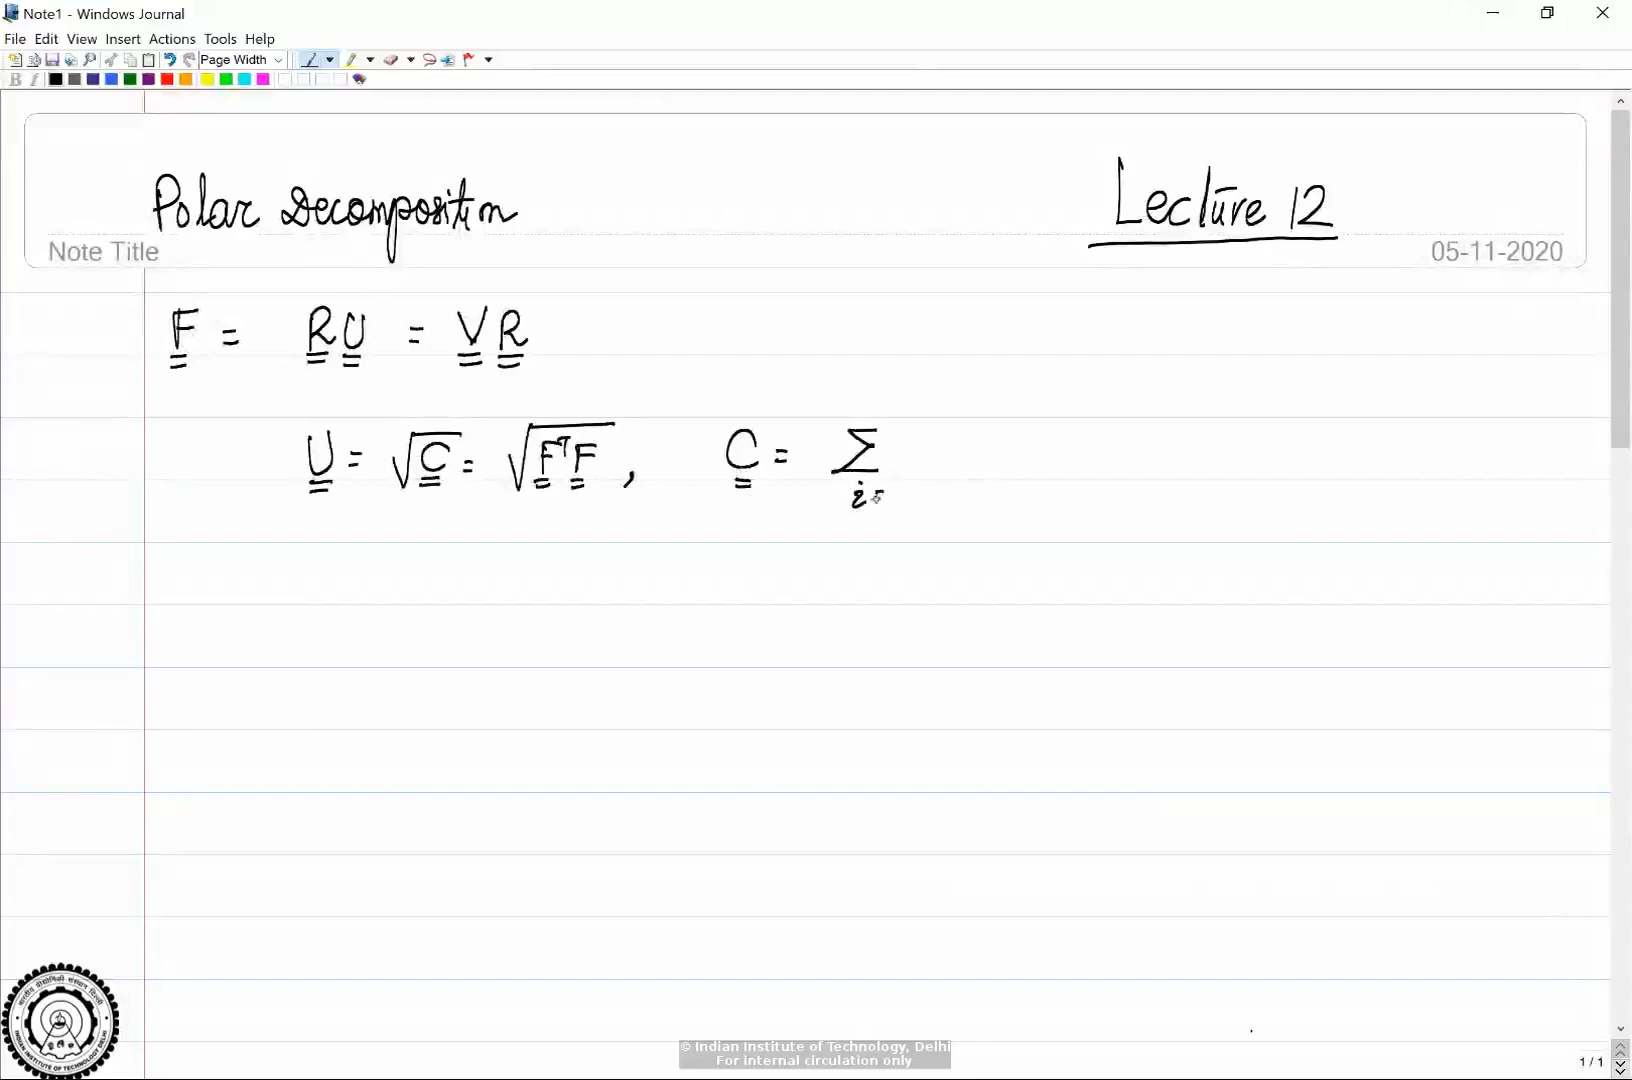 Note1 - Windows Journal
File Edit View Insert Actions Tools Help
Page Width
B I
Polar Decomposition
Lecture 12
Note Title
05-11-2020
F = RU = VR
U = √C = √FᵀF , C = Σ
i=
© Indian Institute of Technology, Delhi
For internal circulation only
1 / 1